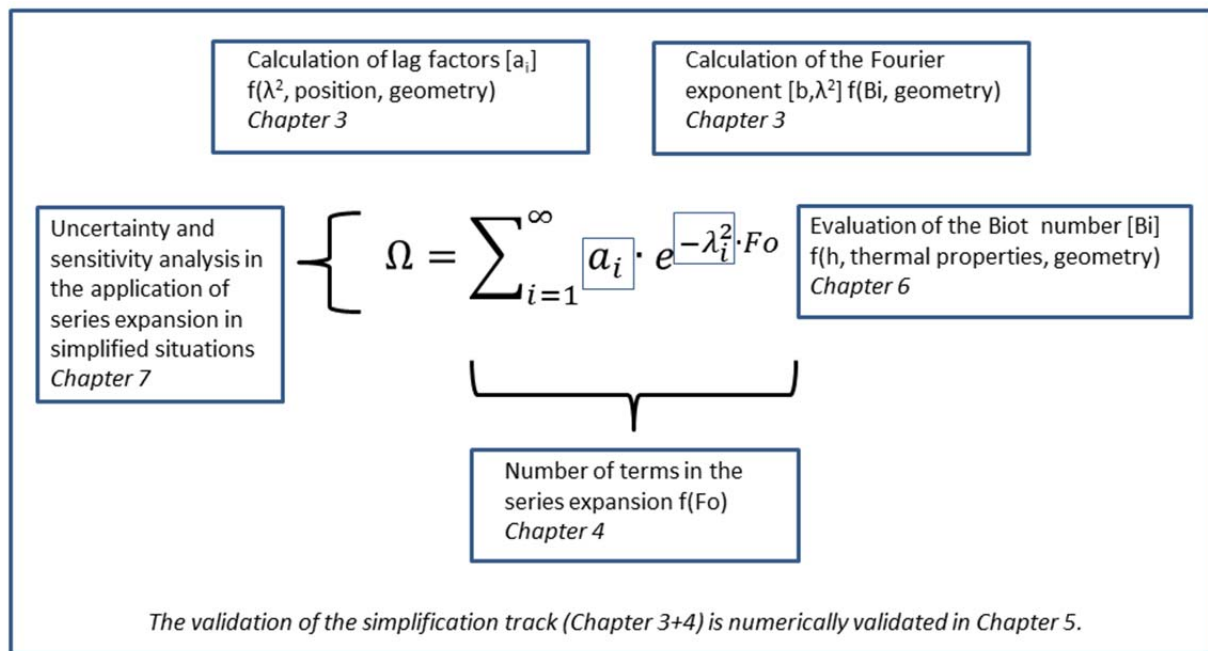 Calculation of lag factors [aᵢ]
f(λ², position, geometry)
Chapter 3
Calculation of the Fourier
exponent [b,λ²] f(Bi, geometry)
Chapter 3
Uncertainty and
sensitivity analysis in
the application of
series expansion in
simplified situations
Chapter 7
Ω = ∑_{i=1}^{∞} aᵢ · e^{−λᵢ²·Fo}
Evaluation of the Biot number [Bi]
f(h, thermal properties, geometry)
Chapter 6
Number of terms in the
series expansion f(Fo)
Chapter 4
The validation of the simplification track (Chapter 3+4) is numerically validated in Chapter 5.